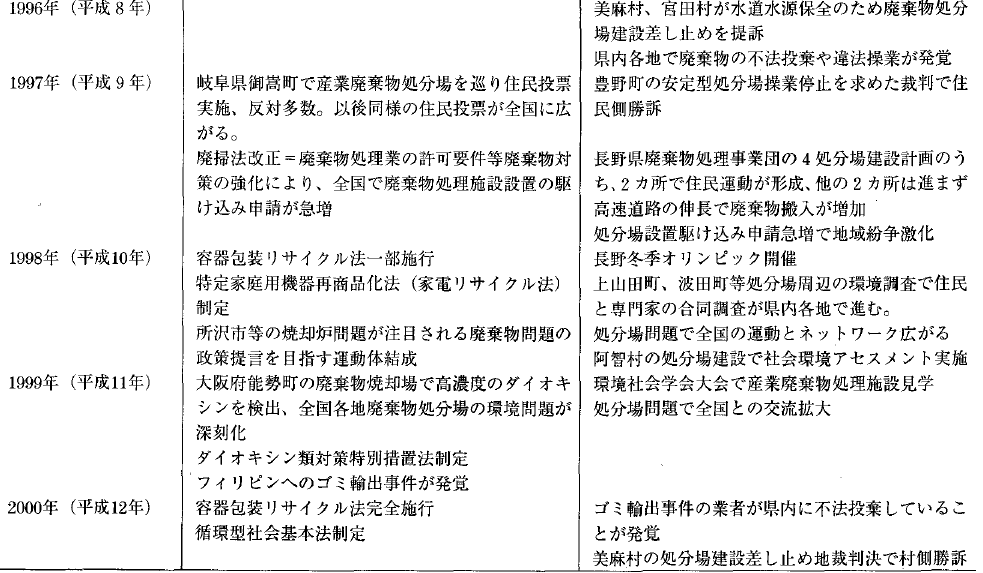 1996年（平成８年）
美麻村、宮田村が水道水源保全のため廃棄物処分
場建設差し止めを提訴
県内各地で廃棄物の不法投棄や違法操業が発覚
1997年（平成９年）
岐阜県御嵩町で産業廃棄物処分場を巡り住民投票
実施、反対多数。以後同様の住民投票が全国に広
がる。
廃掃法改正＝廃棄物処理業の許可要件等廃棄物対
策の強化により、全国で廃棄物処理施設設置の駆
け込み申請が急増
豊野町の安定型処分場操業停止を求めた裁判で住
民側勝訴
長野県廃棄物処理事業団の４処分場建設計画のう
ち、２カ所で住民運動が形成、他の２カ所は進まず
高速道路の伸長で廃棄物搬入が増加
処分場設置駆け込み申請急増で地域紛争激化
1998年（平成10年）
容器包装リサイクル法一部施行
特定家庭用機器再商品化法（家電リサイクル法）
制定
所沢市等の焼却炉問題が注目される廃棄物問題の
政策提言を目指す運動体結成
長野冬季オリンピック開催
上山田町、波田町等処分場周辺の環境調査で住民
と専門家の合同調査が県内各地で進む。
処分場問題で全国の運動とネットワーク広がる
阿智村の処分場建設で社会環境アセスメント実施
1999年（平成11年）
大阪府能勢町の廃棄物焼却場で高濃度のダイオキ
シンを検出、全国各地廃棄物処分場の環境問題が
深刻化
ダイオキシン類対策特別措置法制定
フィリピンへのゴミ輸出事件が発覚
環境社会学会大会で産業廃棄物処理施設見学
処分場問題で全国との交流拡大
2000年（平成12年）
容器包装リサイクル法完全施行
循環型社会基本法制定
ゴミ輸出事件の業者が県内に不法投棄しているこ
とが発覚
美麻村の処分場建設差し止め地裁判決で村側勝訴